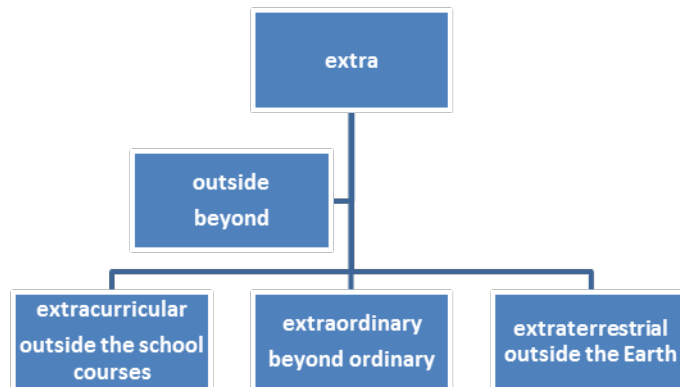 extra
outside
beyond
extracurricular
outside the school
courses
extraordinary
beyond ordinary
extraterrestrial
outside the Earth